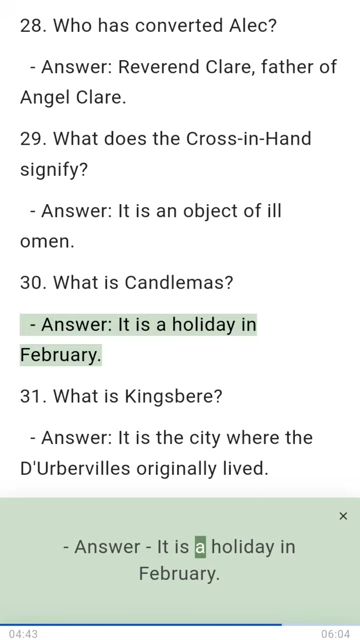 28. Who has converted Alec?
- Answer: Reverend Clare, father of
Angel Clare.
29. What does the Cross-in-Hand
signify?
- Answer: It is an object of ill
omen.
30. What is Candlemas?
- Answer: It is a holiday in
February.
31. What is Kingsbere?
- Answer: It is the city where the
D'Urbervilles originally lived.
×
- Answer - It is a holiday in
February.
04:43 06:04